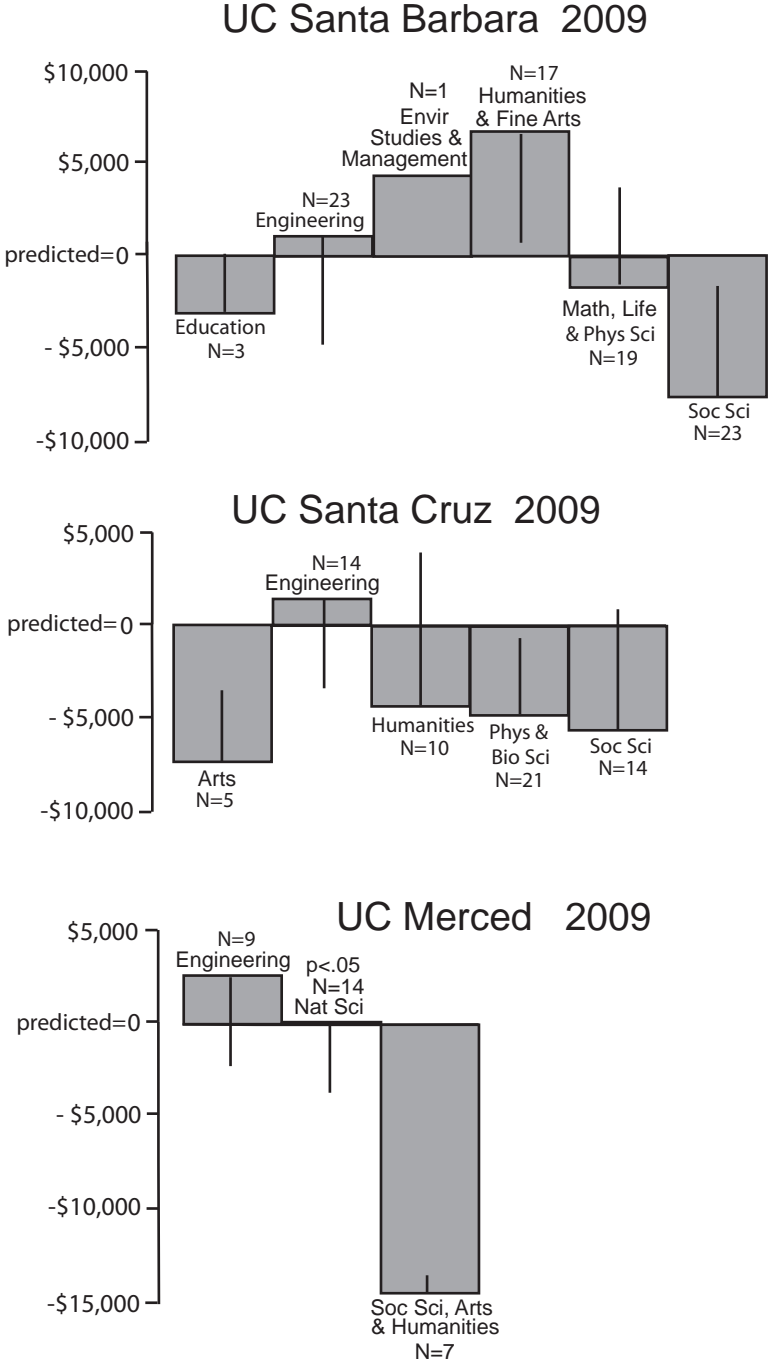 UC Santa Barbara 2009
$10,000
$5,000
predicted=0
- $5,000
-$10,000
Education
N=3
N=23
Engineering
N=1
Envir
Studies &
Management
N=17
Humanities
& Fine Arts
Math, Life
& Phys Sci
N=19
Soc Sci
N=23
UC Santa Cruz 2009
$5,000
predicted=0
- $5,000
-$10,000
Arts
N=5
N=14
Engineering
Humanities
N=10
Phys &
Bio Sci
N=21
Soc Sci
N=14
UC Merced 2009
$5,000
predicted=0
- $5,000
-$10,000
-$15,000
N=9
Engineering
p<.05
N=14
Nat Sci
Soc Sci, Arts
& Humanities
N=7